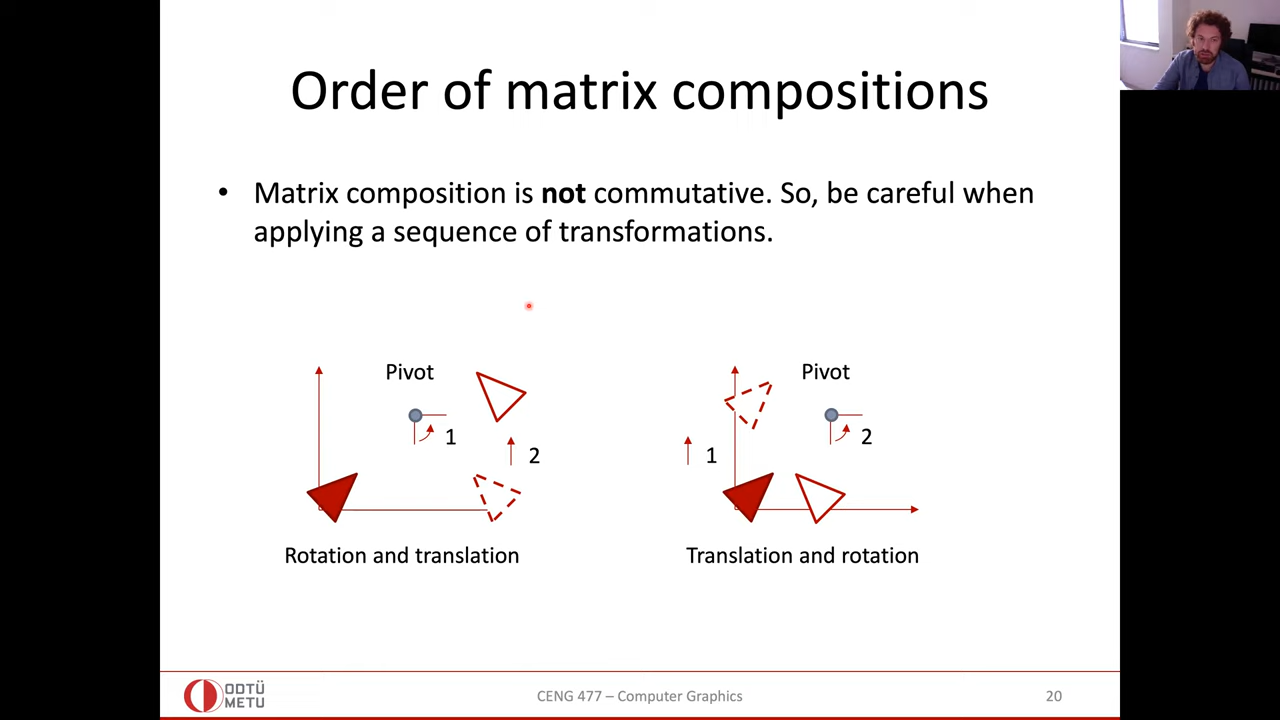 Order of matrix compositions
• Matrix composition is not commutative. So, be careful when
applying a sequence of transformations.
Pivot
1
2
Rotation and translation
Pivot
2
1
Translation and rotation
ODTÜ
METU
CENG 477 – Computer Graphics
20